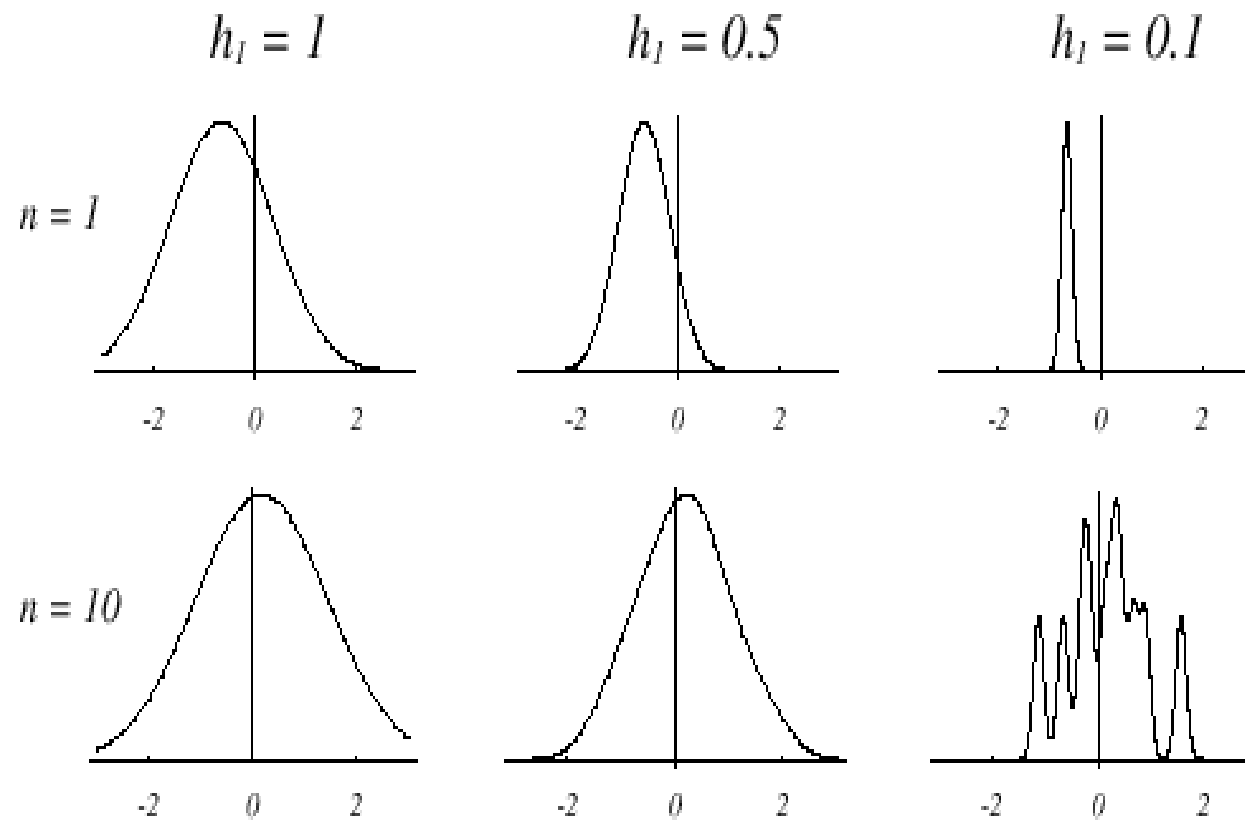 h₁ = 1 h₁ = 0.5 h₁ = 0.1
n = 1
-2 0 2 -2 0 2 -2 0 2
n = 10
-2 0 2 -2 0 2 -2 0 2